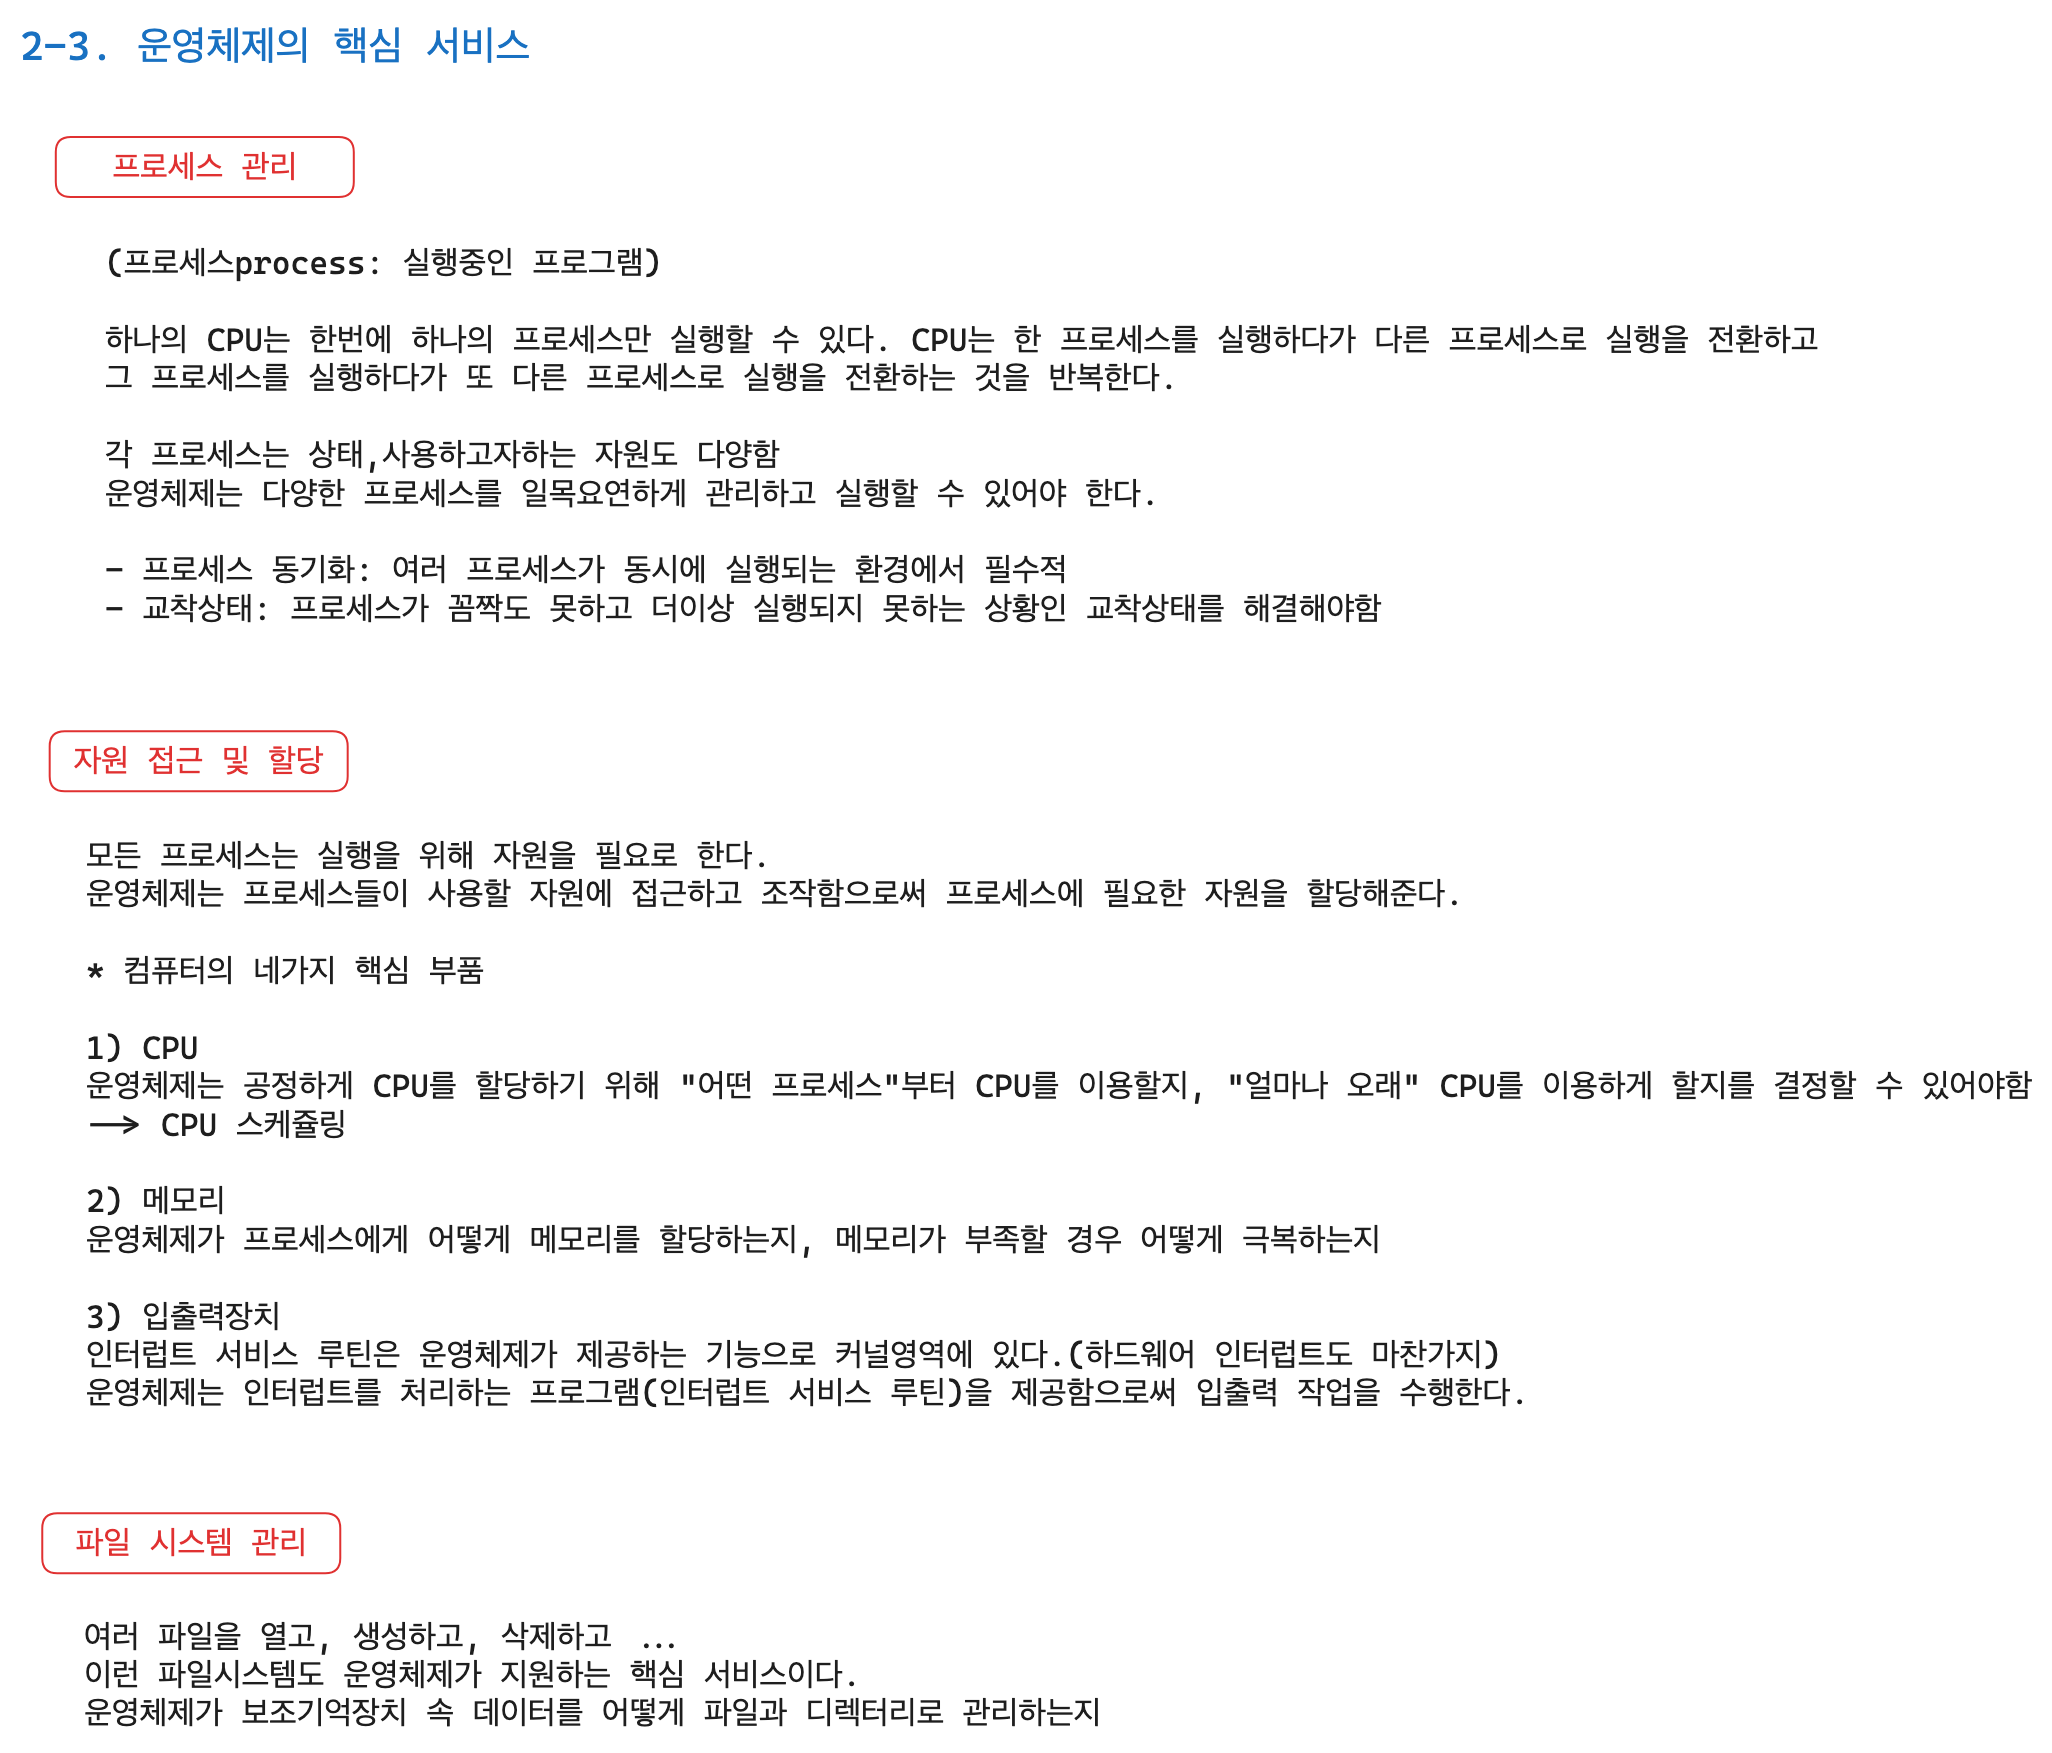 2-3. 운영체제의 핵심 서비스
프로세스 관리
(프로세스process: 실행중인 프로그램)
하나의 CPU는 한번에 하나의 프로세스만 실행할 수 있다. CPU는 한 프로세스를 실행하다가 다른 프로세스로 실행을 전환하고
그 프로세스를 실행하다가 또 다른 프로세스로 실행을 전환하는 것을 반복한다.
각 프로세스는 상태,사용하고자하는 자원도 다양함
운영체제는 다양한 프로세스를 일목요연하게 관리하고 실행할 수 있어야 한다.
- 프로세스 동기화: 여러 프로세스가 동시에 실행되는 환경에서 필수적
- 교착상태: 프로세스가 꼼짝도 못하고 더이상 실행되지 못하는 상황인 교착상태를 해결해야함
자원 접근 및 할당
모든 프로세스는 실행을 위해 자원을 필요로 한다.
운영체제는 프로세스들이 사용할 자원에 접근하고 조작함으로써 프로세스에 필요한 자원을 할당해준다.
* 컴퓨터의 네가지 핵심 부품
1) CPU
운영체제는 공정하게 CPU를 할당하기 위해 "어떤 프로세스"부터 CPU를 이용할지, "얼마나 오래" CPU를 이용하게 할지를 결정할 수 있어야함
--> CPU 스케쥴링
2) 메모리
운영체제가 프로세스에게 어떻게 메모리를 할당하는지, 메모리가 부족할 경우 어떻게 극복하는지
3) 입출력장치
인터럽트 서비스 루틴은 운영체제가 제공하는 기능으로 커널영역에 있다.(하드웨어 인터럽트도 마찬가지)
운영체제는 인터럽트를 처리하는 프로그램(인터럽트 서비스 루틴)을 제공함으로써 입출력 작업을 수행한다.
파일 시스템 관리
여러 파일을 열고, 생성하고, 삭제하고 ...
이런 파일시스템도 운영체제가 지원하는 핵심 서비스이다.
운영체제가 보조기억장치 속 데이터를 어떻게 파일과 디렉터리로 관리하는지